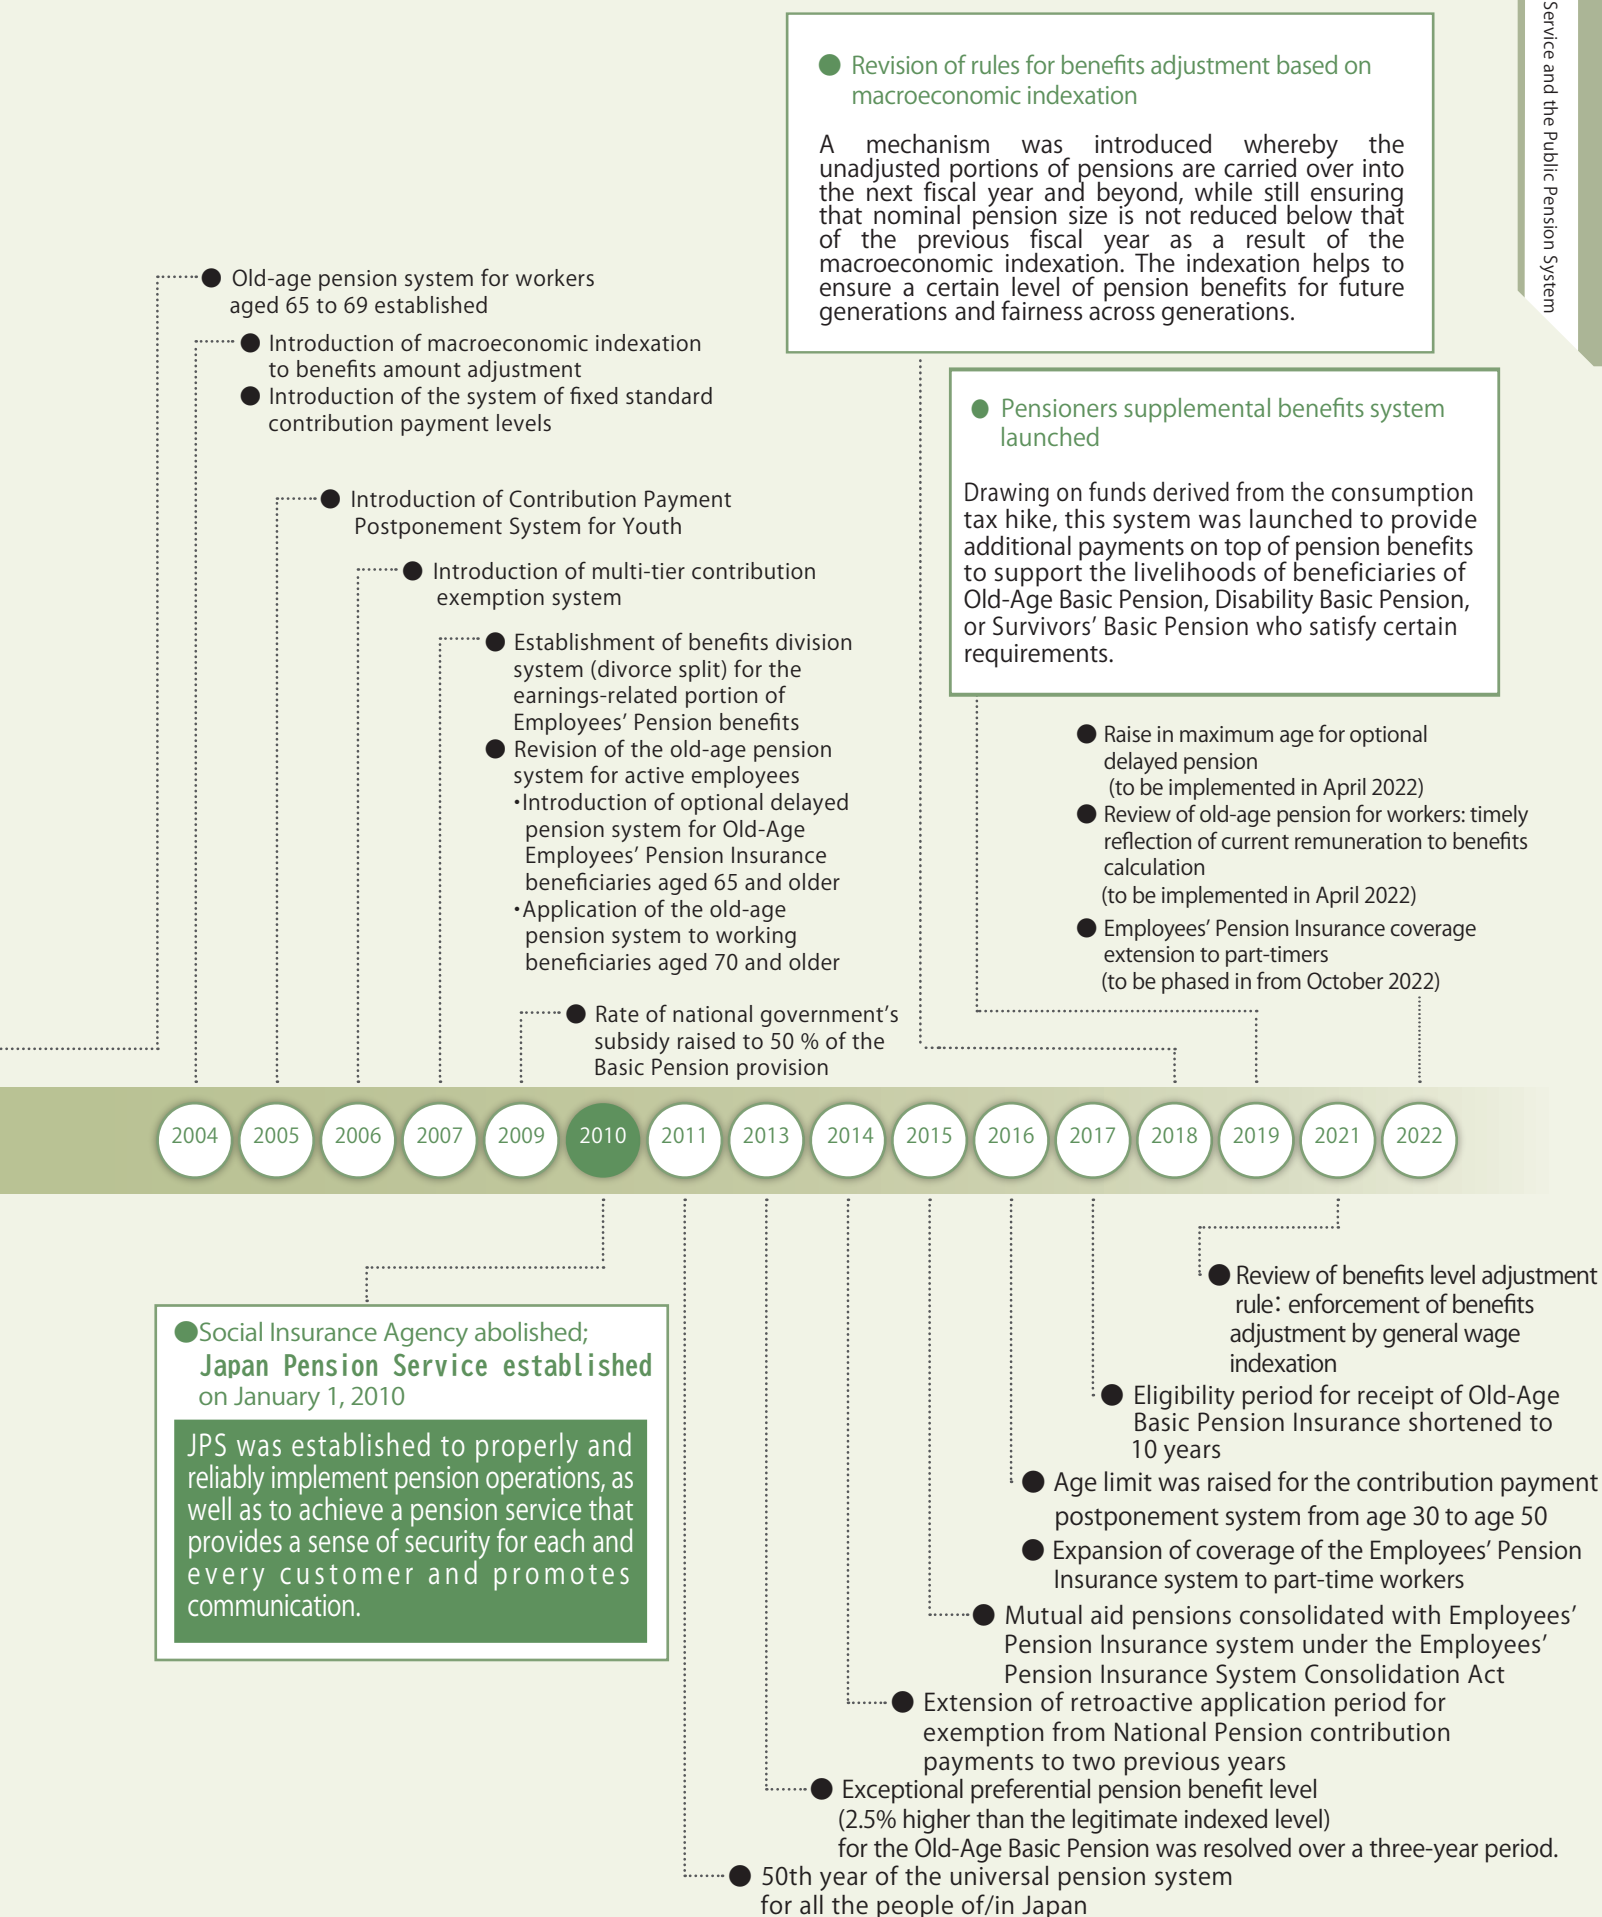 Service and the Public Pension System
● Revision of rules for benefits adjustment based on
macroeconomic indexation
A mechanism was introduced whereby the
unadjusted portions of pensions are carried over into
the next fiscal year and beyond, while still ensuring
that nominal pension size is not reduced below that
of the previous fiscal year as a result of the
macroeconomic indexation. The indexation helps to
ensure a certain level of pension benefits for future
generations and fairness across generations.
● Old-age pension system for workers
aged 65 to 69 established
● Introduction of macroeconomic indexation
to benefits amount adjustment
● Introduction of the system of fixed standard
contribution payment levels
● Pensioners supplemental benefits system
launched
Drawing on funds derived from the consumption
tax hike, this system was launched to provide
additional payments on top of pension benefits
to support the livelihoods of beneficiaries of
Old-Age Basic Pension, Disability Basic Pension,
or Survivors’ Basic Pension who satisfy certain
requirements.
● Introduction of Contribution Payment
Postponement System for Youth
● Introduction of multi-tier contribution
exemption system
● Establishment of benefits division
system (divorce split) for the
earnings-related portion of
Employees’ Pension benefits
● Revision of the old-age pension
system for active employees
・Introduction of optional delayed
pension system for Old-Age
Employees’ Pension Insurance
beneficiaries aged 65 and older
・Application of the old-age
pension system to working
beneficiaries aged 70 and older
● Raise in maximum age for optional
delayed pension
(to be implemented in April 2022)
● Review of old-age pension for workers: timely
reflection of current remuneration to benefits
calculation
(to be implemented in April 2022)
● Employees’ Pension Insurance coverage
extension to part-timers
(to be phased in from October 2022)
● Rate of national government’s
subsidy raised to 50 % of the
Basic Pension provision
2004 2005 2006 2007 2009 2010 2011 2013 2014 2015 2016 2017 2018 2019 2021 2022
● Social Insurance Agency abolished;
Japan Pension Service established
on January 1, 2010
JPS was established to properly and
reliably implement pension operations, as
well as to achieve a pension service that
provides a sense of security for each and
every customer and promotes
communication.
● Review of benefits level adjustment
rule: enforcement of benefits
adjustment by general wage
indexation
● Eligibility period for receipt of Old-Age
Basic Pension Insurance shortened to
10 years
● Age limit was raised for the contribution payment
postponement system from age 30 to age 50
● Expansion of coverage of the Employees’ Pension
Insurance system to part-time workers
● Mutual aid pensions consolidated with Employees’
Pension Insurance system under the Employees’
Pension Insurance System Consolidation Act
● Extension of retroactive application period for
exemption from National Pension contribution
payments to two previous years
● Exceptional preferential pension benefit level
(2.5% higher than the legitimate indexed level)
for the Old-Age Basic Pension was resolved over a three-year period.
● 50th year of the universal pension system
for all the people of/in Japan